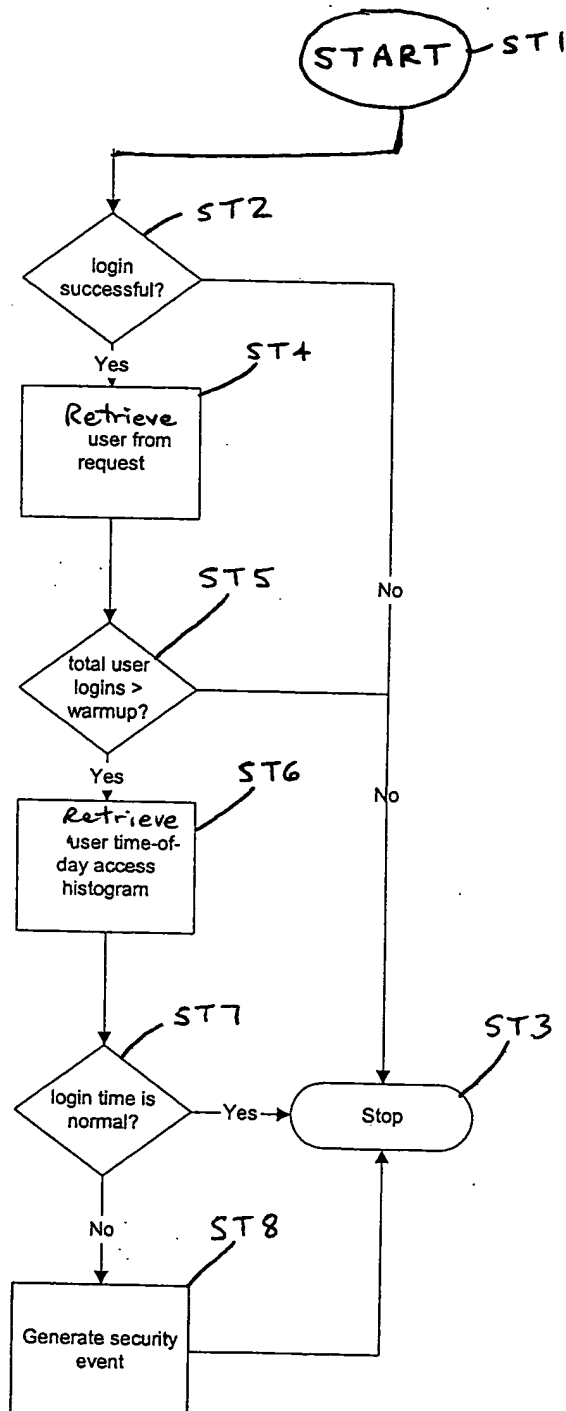 START
ST1
ST2
login
successful?
Yes
ST4
Retrieve
user from
request
No
ST5
total user
logins >
warmup?
Yes
No
ST6
Retrieve
user time-of-
day access
histogram
ST7
ST3
login time is
normal?
Yes
Stop
No
ST8
Generate security
event